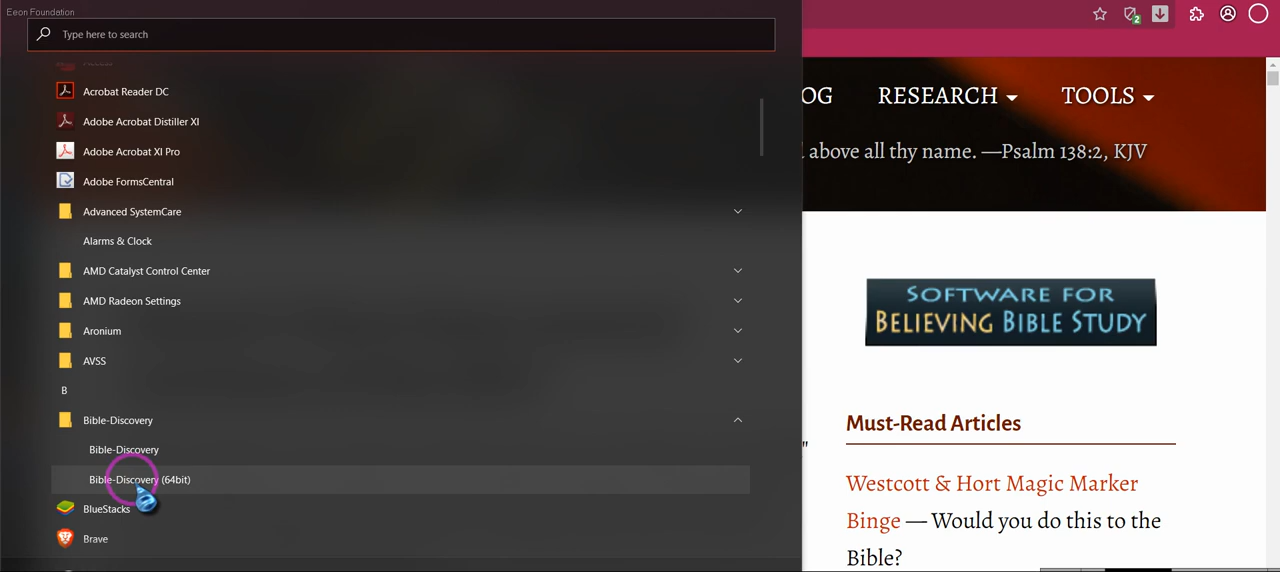 Eeon Foundation
Type here to search
Access
Acrobat Reader DC
Adobe Acrobat Distiller XI
Adobe Acrobat XI Pro
Adobe FormsCentral
Advanced SystemCare
Alarms & Clock
AMD Catalyst Control Center
AMD Radeon Settings
Aronium
AVSS
B
Bible-Discovery
Bible-Discovery
Bible-Discovery (64bit)
BlueStacks
Brave
2
OG RESEARCH TOOLS
above all thy name. —Psalm 138:2, KJV
SOFTWARE FOR
BELIEVING BIBLE STUDY
"
Must-Read Articles
Westcott & Hort Magic Marker
Binge — Would you do this to the
Bible?